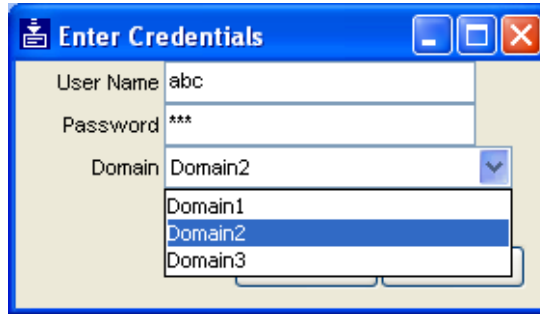 Enter Credentials
User Name abc
Password ***
Domain Domain2
Domain1
Domain2
Domain3